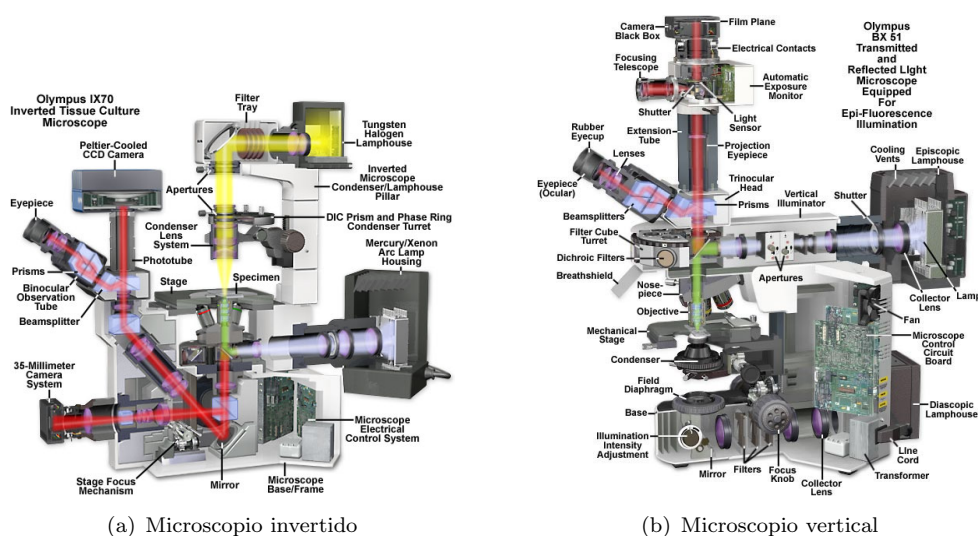 Olympus IX70
Inverted Tissue Culture
Microscope
Peltier-Cooled
CCD Camera
Eyepiece
Prisms
Binocular
Observation
Tube
Beamsplitter
35-Millimeter
Camera
System
Stage Focus
Mechanism
Mirror
Microscope
Base/Frame
Microscope
Electrical
Control System
Phototube
Stage
Specimen
Condenser
Lens
System
Apertures
Filter
Tray
Tungsten
Halogen
Lamphouse
Inverted
Microscope
Condenser/Lamphouse
Pillar
DIC Prism and Phase Ring
Condenser Turret
Mercury/Xenon
Arc Lamp
Housing
(a) Microscopio invertido
Camera
Black Box
Film Plane
Electrical Contacts
Focusing
Telescope
Automatic
Exposure
Monitor
Shutter
Light
Sensor
Extension
Tube
Projection
Eyepiece
Rubber
Eyecup
Lenses
Eyepiece
(Ocular)
Beamsplitters
Trinocular
Head
Prisms
Vertical
Illuminator
Filter Cube
Turret
Dichroic Filters
Breathshield
Nose-
piece
Objective
Apertures
Shutter
Cooling
Vents
Episcopic
Lamphouse
Collector
Lens
Lamp
Fan
Microscope
Control
Circuit
Board
Mechanical
Stage
Condenser
Field
Diaphragm
Base
Illumination
Intensity
Adjustment
Mirror
Filters
Focus
Knob
Collector
Lens
Transformer
Line
Cord
Diascopic
Lamphouse
Olympus
BX 51
Transmitted
and
Reflected Light
Microscope
Equipped
For
Epi-Fluorescence
Illumination
(b) Microscopio vertical